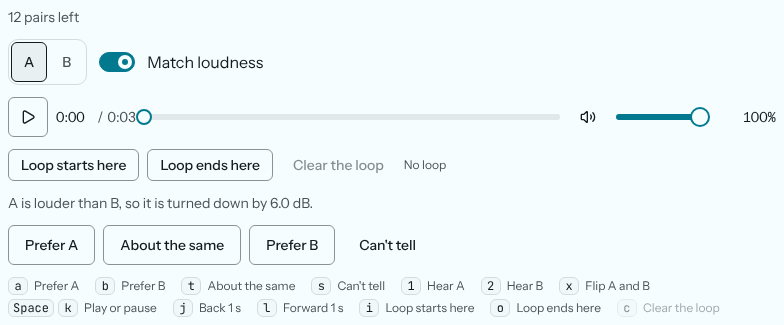 12 pairs left
A B Match loudness
0:00 / 0:03 100%
Loop starts here Loop ends here Clear the loop No loop
A is louder than B, so it is turned down by 6.0 dB.
Prefer A About the same Prefer B Can't tell
a Prefer A b Prefer B t About the same s Can't tell 1 Hear A 2 Hear B x Flip A and B
Space k Play or pause j Back 1 s l Forward 1 s i Loop starts here o Loop ends here c Clear the loop